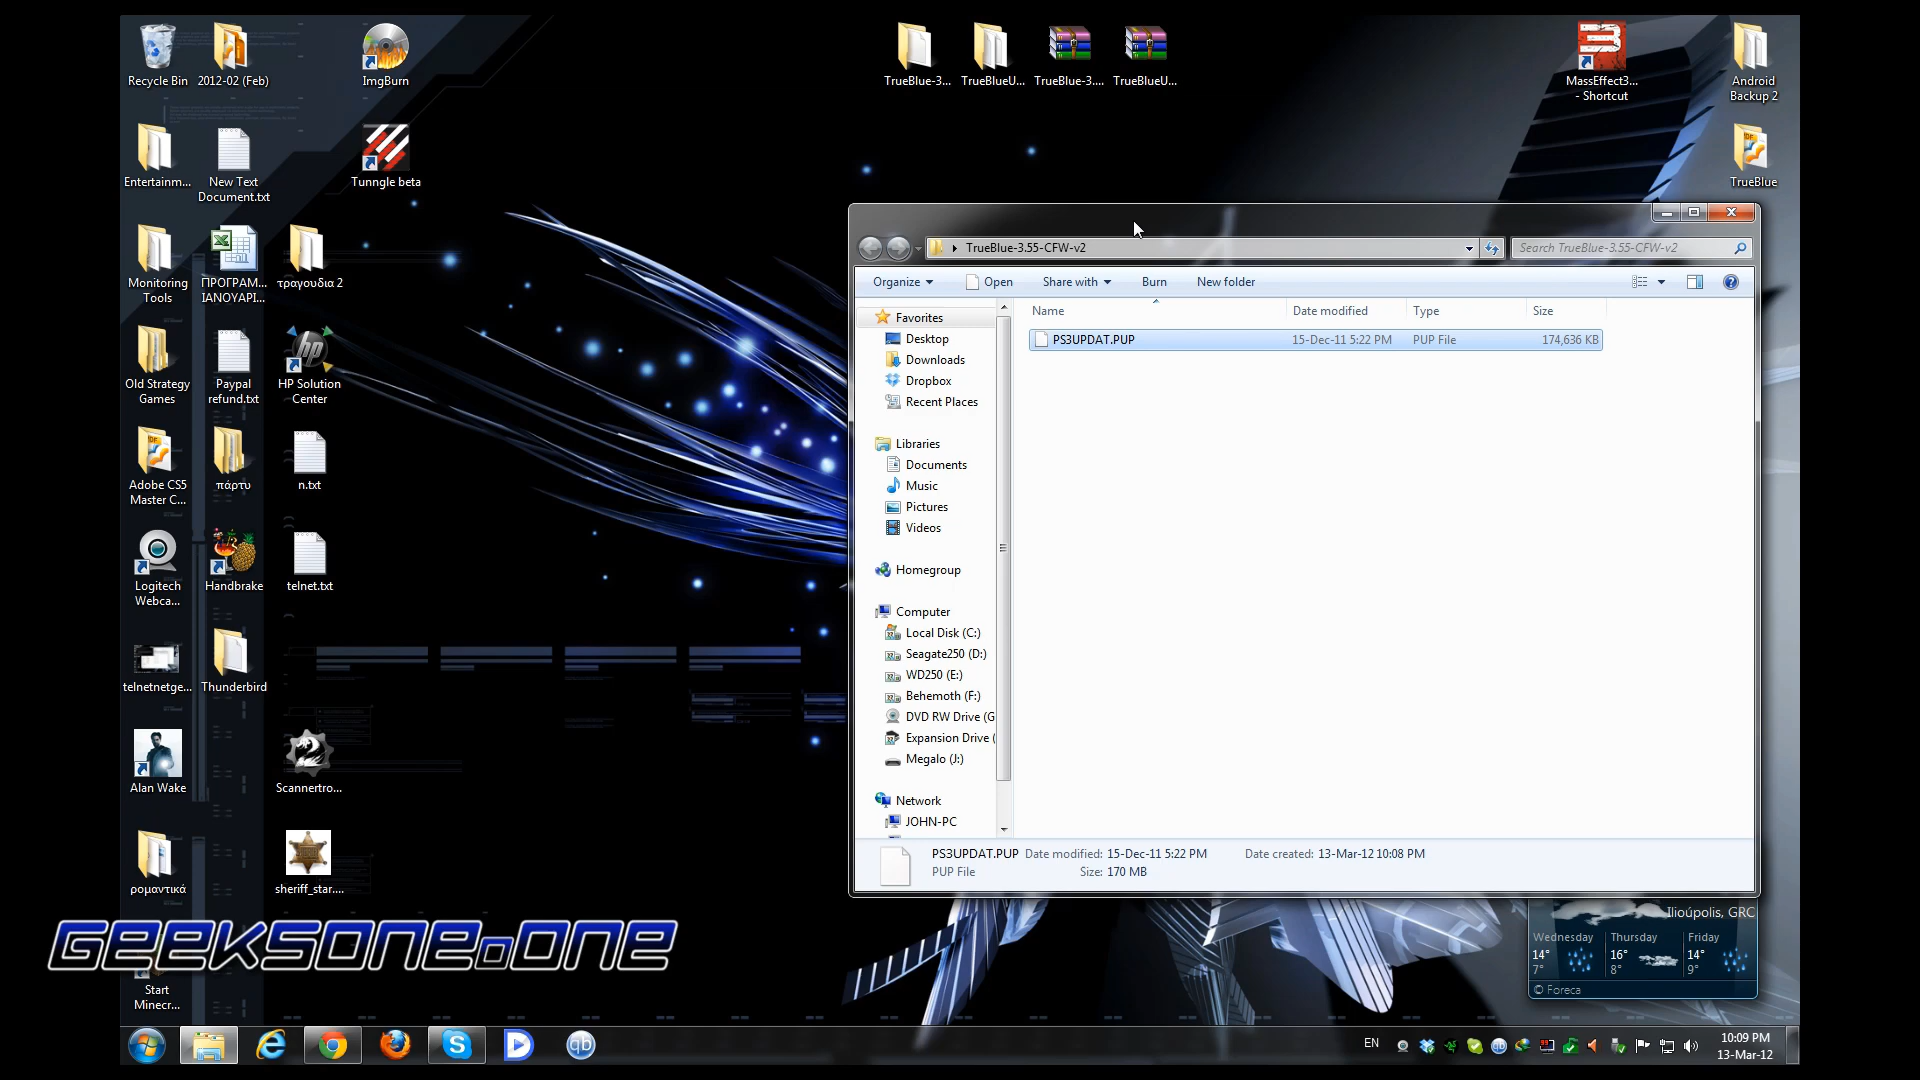 Recycle Bin
2012-02 (Feb)
ImgBurn
TrueBlue-3...
TrueBlueU...
TrueBlue-3....
TrueBlueU...
MassEffect3...
- Shortcut
Android
Backup 2
Entertainm...
New Text
Document.txt
Tunngle beta
TrueBlue
Monitoring
Tools
ΠΡΟΓΡΑΜ...
ΙΑΝΟΥΑΡΙ...
τραγουδια 2
Old Strategy
Games
Paypal
refund.txt
HP Solution
Center
Adobe CS5
Master C...
πάρτυ
n.txt
Logitech
Webca...
Handbrake
telnet.txt
telnetnetge...
Thunderbird
Alan Wake
Scannertro...
ρομαντικά
sheriff_star....
Start
Minecr...
GEEKSONE.ONE
TrueBlue-3.55-CFW-v2
Search TrueBlue-3.55-CFW-v2
Organize
Open
Share with
Burn
New folder
Name
Date modified
Type
Size
PS3UPDAT.PUP
15-Dec-11 5:22 PM
PUP File
174,636 KB
Favorites
Desktop
Downloads
Dropbox
Recent Places
Libraries
Documents
Music
Pictures
Videos
Homegroup
Computer
Local Disk (C:)
Seagate250 (D:)
WD250 (E:)
Behemoth (F:)
DVD RW Drive (G
Expansion Drive (
Megalo (J:)
Network
JOHN-PC
PS3UPDAT.PUP Date modified: 15-Dec-11 5:22 PM Date created: 13-Mar-12 10:08 PM
PUP File Size: 170 MB
Ilioúpolis, GRC
Wednesday Thursday Friday
14° 16° 14°
7° 8° 9°
© Foreca
EN
10:09 PM
13-Mar-12